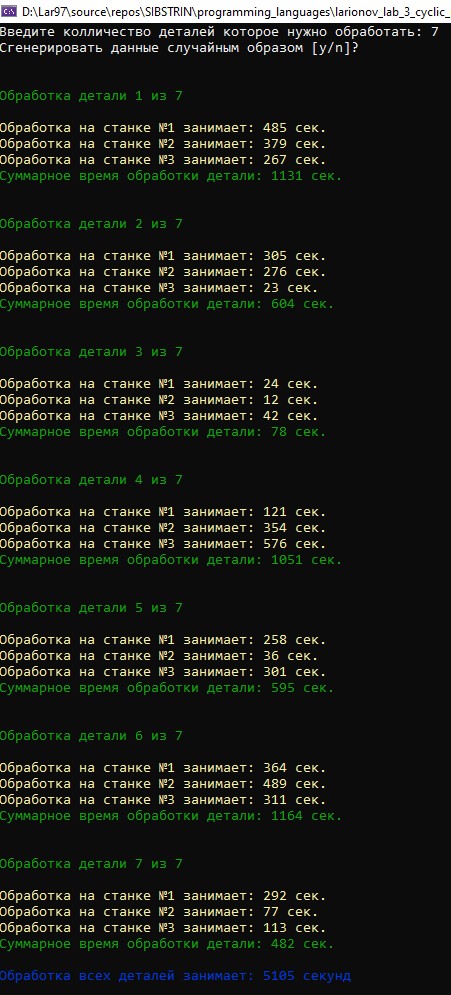 D:\Lar97\source\repos\SIBSTRIN\programming_languages\larionov_lab_3_cyclic_
Введите колличество деталей которое нужно обработать: 7
Сгенерировать данные случайным образом [y/n]?
Обработка детали 1 из 7
Обработка на станке №1 занимает: 485 сек.
Обработка на станке №2 занимает: 379 сек.
Обработка на станке №3 занимает: 267 сек.
Суммарное время обработки детали: 1131 сек.
Обработка детали 2 из 7
Обработка на станке №1 занимает: 305 сек.
Обработка на станке №2 занимает: 276 сек.
Обработка на станке №3 занимает: 23 сек.
Суммарное время обработки детали: 604 сек.
Обработка детали 3 из 7
Обработка на станке №1 занимает: 24 сек.
Обработка на станке №2 занимает: 12 сек.
Обработка на станке №3 занимает: 42 сек.
Суммарное время обработки детали: 78 сек.
Обработка детали 4 из 7
Обработка на станке №1 занимает: 121 сек.
Обработка на станке №2 занимает: 354 сек.
Обработка на станке №3 занимает: 576 сек.
Суммарное время обработки детали: 1051 сек.
Обработка детали 5 из 7
Обработка на станке №1 занимает: 258 сек.
Обработка на станке №2 занимает: 36 сек.
Обработка на станке №3 занимает: 301 сек.
Суммарное время обработки детали: 595 сек.
Обработка детали 6 из 7
Обработка на станке №1 занимает: 364 сек.
Обработка на станке №2 занимает: 489 сек.
Обработка на станке №3 занимает: 311 сек.
Суммарное время обработки детали: 1164 сек.
Обработка детали 7 из 7
Обработка на станке №1 занимает: 292 сек.
Обработка на станке №2 занимает: 77 сек.
Обработка на станке №3 занимает: 113 сек.
Суммарное время обработки детали: 482 сек.
Обработка всех деталей занимает: 5105 секунд